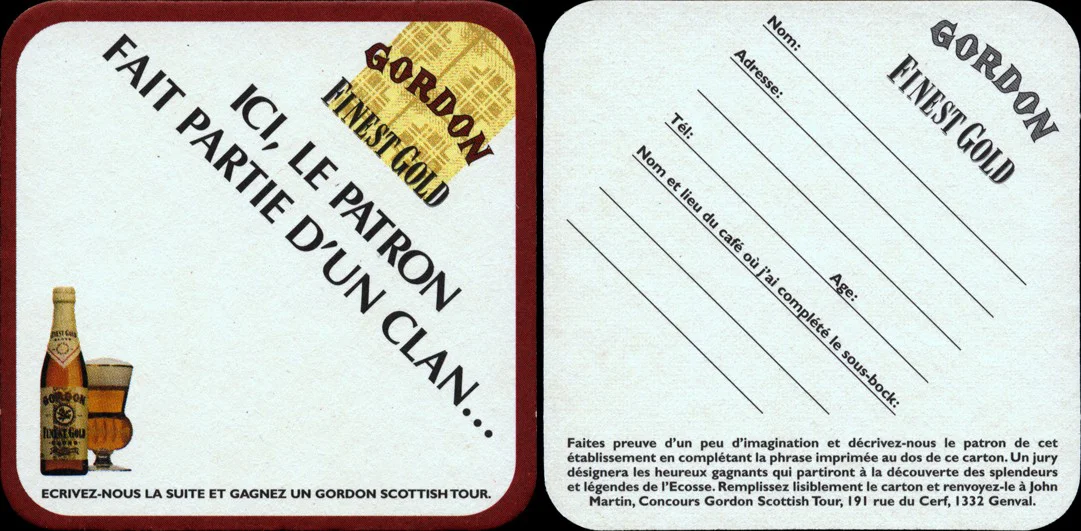 GORDON
FINEST GOLD
ICI, LE PATRON
FAIT PARTIE D'UN CLAN...
FINEST GOLD
GORDON
FINEST GOLD
ECRIVEZ-NOUS LA SUITE ET GAGNEZ UN GORDON SCOTTISH TOUR.
GORDON
FINEST GOLD
Nom:
Adresse:
Tél:
Age:
Nom et lieu du café où j'ai complété le sous-bock:
Faites preuve d'un peu d'imagination et décrivez-nous le patron de cet
établissement en complétant la phrase imprimée au dos de ce carton. Un jury
désignera les heureux gagnants qui partiront à la découverte des splendeurs
et légendes de l'Ecosse. Remplissez lisiblement le carton et renvoyez-le à John
Martin, Concours Gordon Scottish Tour, 191 rue du Cerf, 1332 Genval.